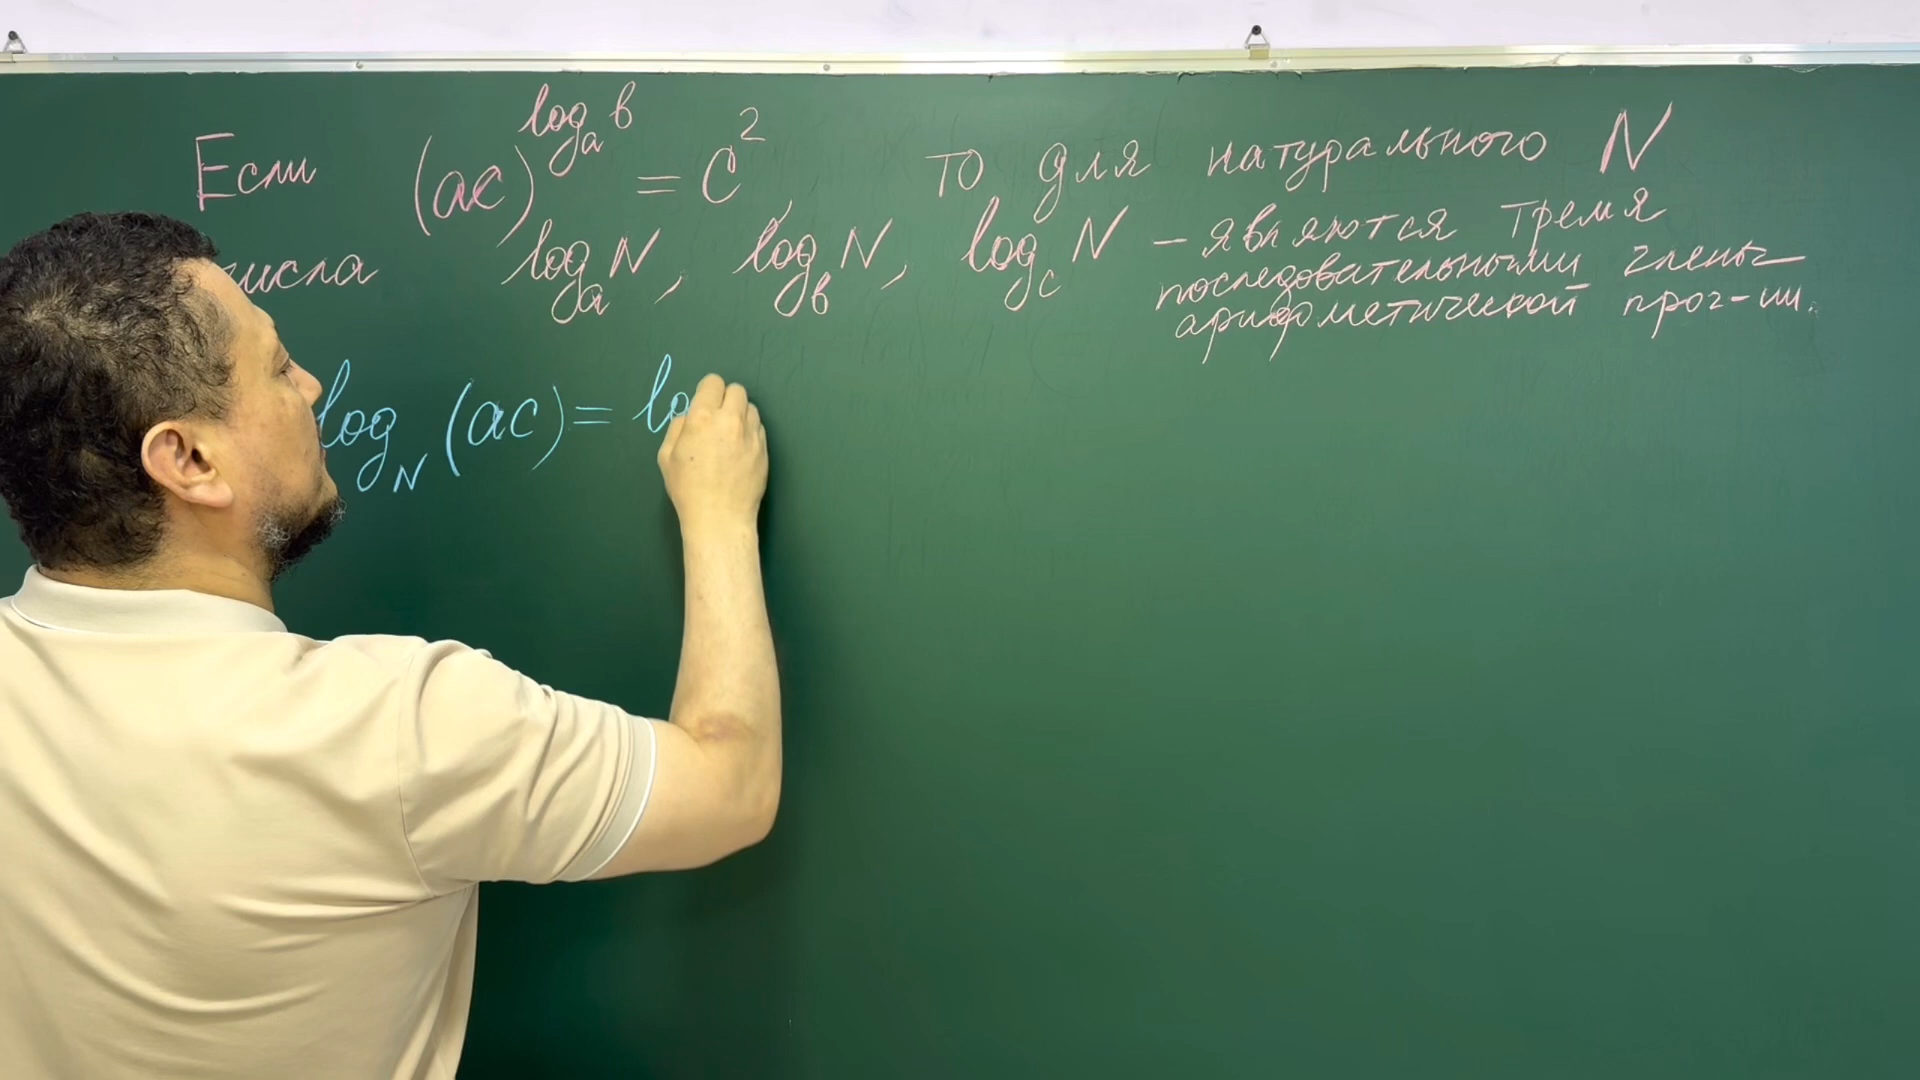 Если (ac)^{log_a b} = c^2, то для натурального N
числа log_a N, log_b N, log_c N – являются тремя
последовательными члены
арифметической прог-ии.
log_N (ac) = lo